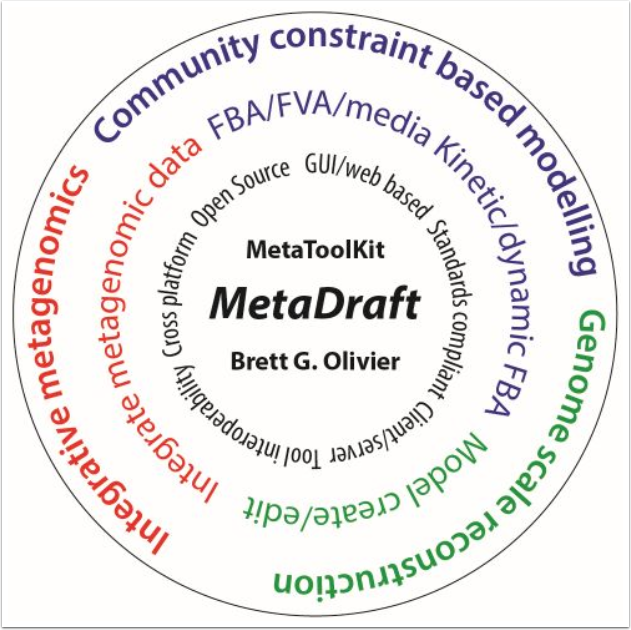 Community constraint based modelling
Genome scale reconstruction
Integrative metagenomics
FBA/FVA/media Kinetic/dynamic FBA
Model create/edit
Integrate metagenomic data
GUI/web based
Standards compliant
Client/server
Tool interoperability
Cross platform
Open Source
MetaToolKit
MetaDraft
Brett G. Olivier